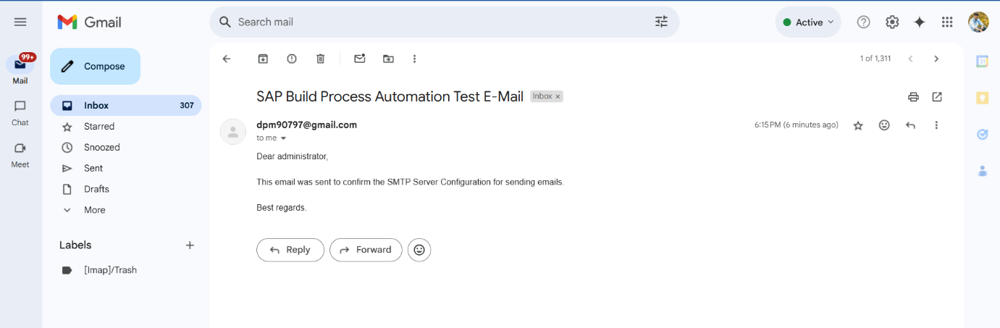 Gmail
Search mail
Active
99+
Mail
Compose
1 of 1,311
31
SAP Build Process Automation Test E-Mail
Inbox ×
Inbox 307
Chat
Starred
dpm90797@gmail.com
6:15 PM (6 minutes ago)
to me
Snoozed
Dear administrator,
Meet
Sent
This email was sent to confirm the SMTP Server Configuration for sending emails.
Drafts
More
Best regards.
Labels
Reply
Forward
[Imap]/Trash